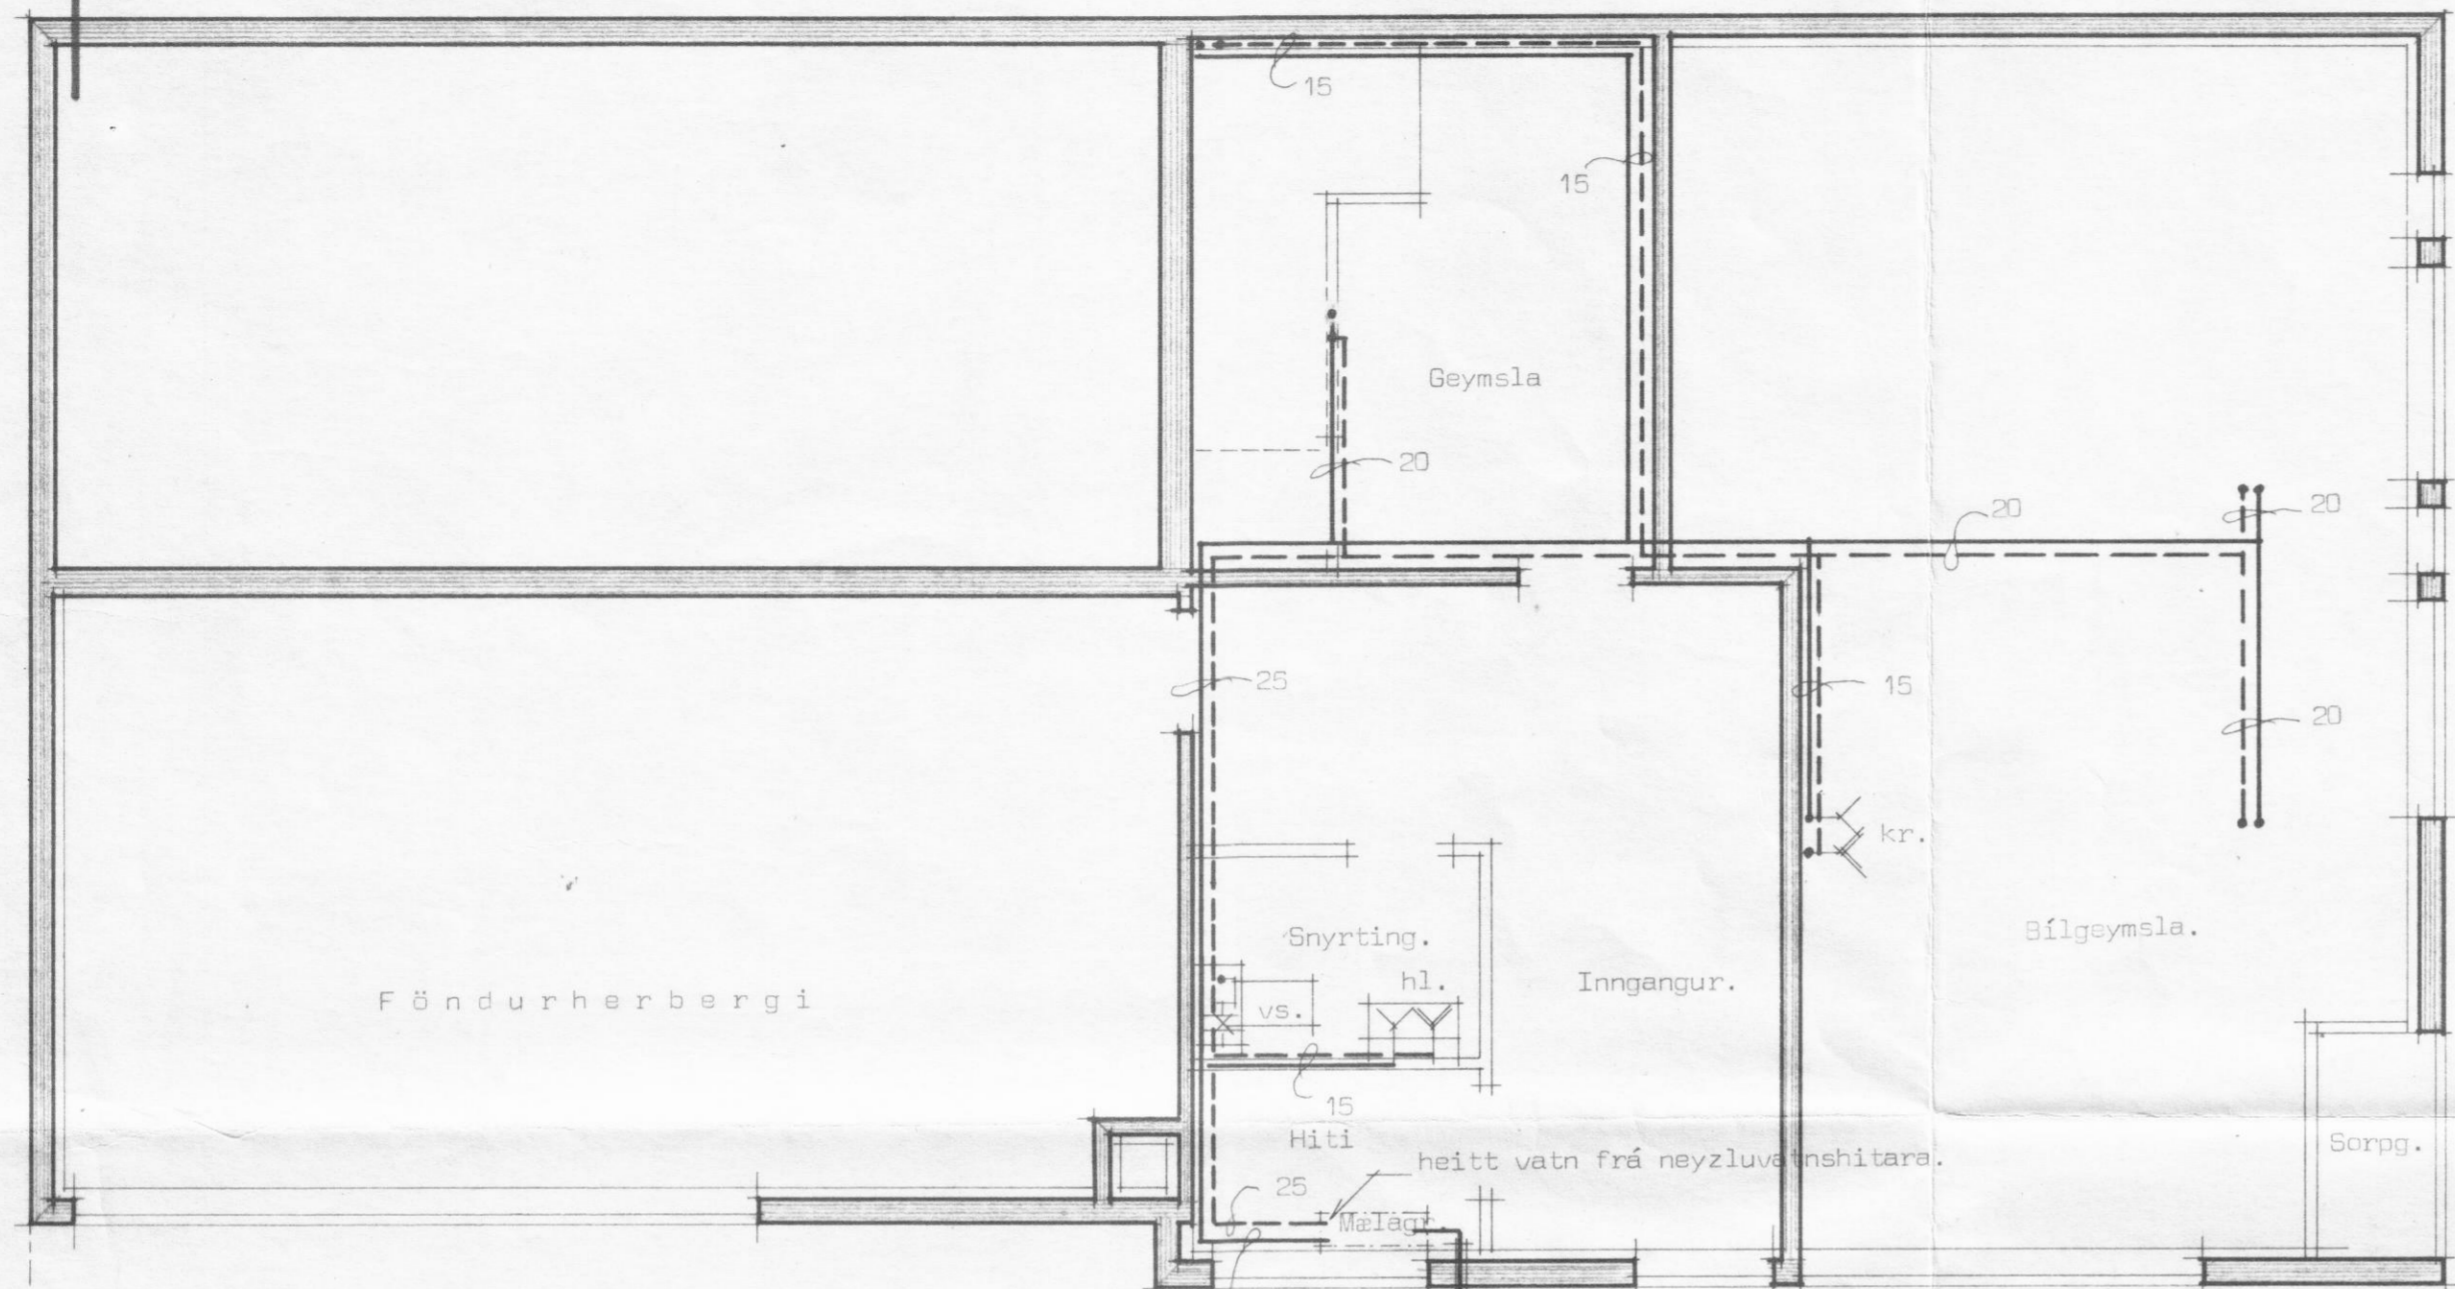 15
15
Geymsla
20
20
20
25
15
20
kr.
Snyrting.
Bílgeymsla.
hl.
Inngangur.
Föndurherbergi
vs.
15
Hiti
heitt vatn frá neyzluvatnshitara.
Sorpg.
25
Mælagr.